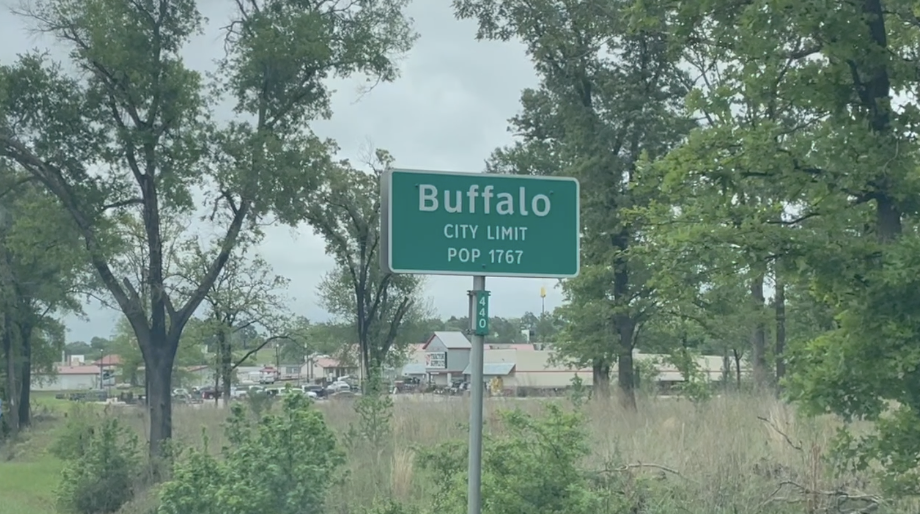 Buffalo
CITY LIMIT
POP 1767
440